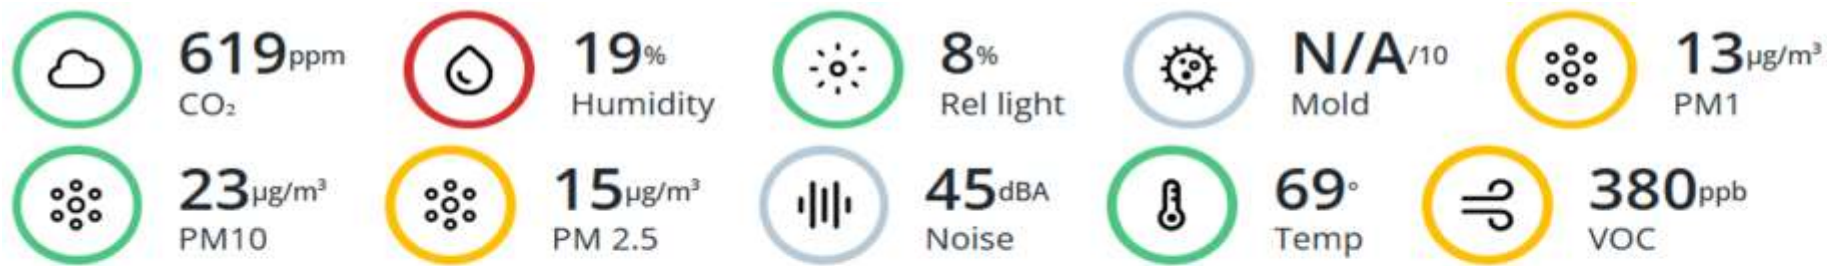 619ppm 19% 8% N/A/10 13µg/m³
CO₂ Humidity Rel light Mold PM1
23µg/m³ 15µg/m³ 45dBA 69° 380ppb
PM10 PM 2.5 Noise Temp VOC